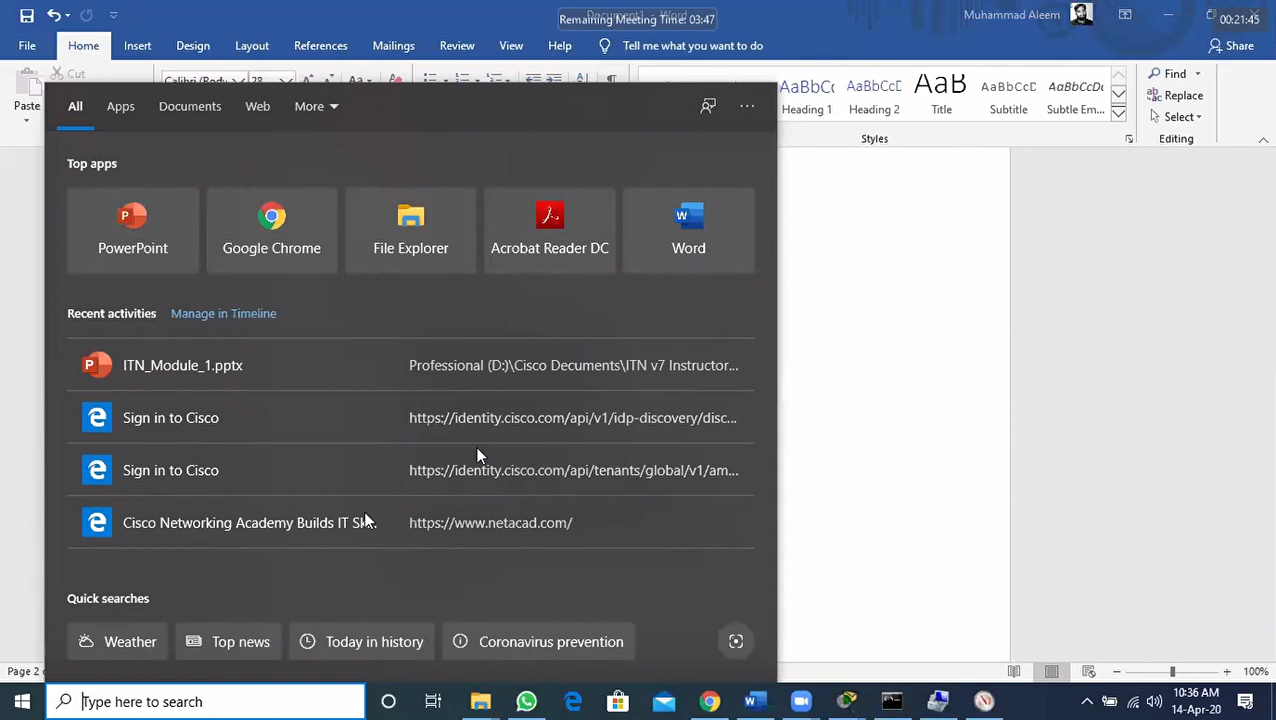 Document1 - Word
Remaining Meeting Time: 03:47
Muhammad Aleem
00:21:45
File Home Insert Design Layout References Mailings Review View Help Tell me what you want to do Share
Cut
Paste
28
Aa
AaBbCcD
AaBbCcD
AaB
AaBbCcD
AaBbCcDc
Heading 1
Heading 2
Title
Subtitle
Subtle Em...
Styles
Find
Replace
Select
Editing
All Apps Documents Web More
Top apps
PowerPoint Google Chrome File Explorer Acrobat Reader DC Word
Recent activities Manage in Timeline
ITN_Module_1.pptx Professional (D:)\Cisco Decuments\ITN v7 Instructor...
Sign in to Cisco https://identity.cisco.com/api/v1/idp-discovery/disc...
Sign in to Cisco https://identity.cisco.com/api/tenants/global/v1/am...
Cisco Networking Academy Builds IT Sk... https://www.netacad.com/
Quick searches
Weather Top news Today in history Coronavirus prevention
Page 2
100%
Type here to search
10:36 AM
14-Apr-20